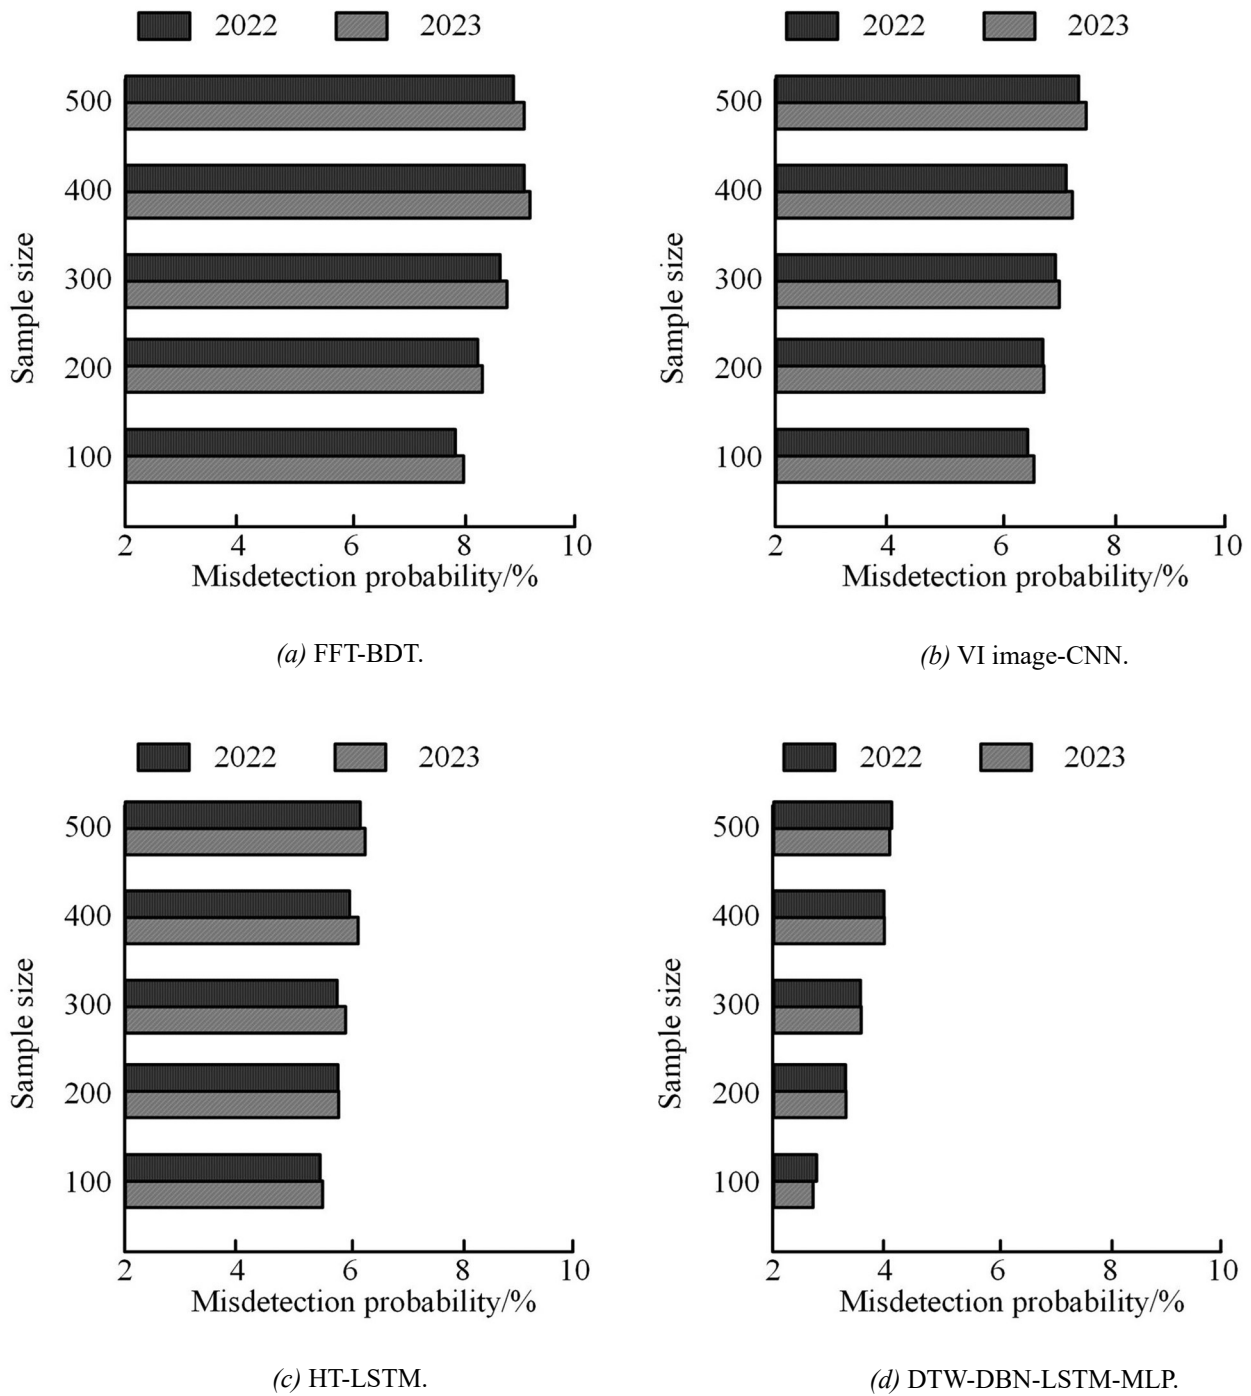 2022 2023
500
400
300
200
100
Sample size
2 4 6 8 10
Misdetection probability/%
(a) FFT-BDT.
2022 2023
500
400
300
200
100
Sample size
2 4 6 8 10
Misdetection probability/%
(b) VI image-CNN.
2022 2023
500
400
300
200
100
Sample size
2 4 6 8 10
Misdetection probability/%
(c) HT-LSTM.
2022 2023
500
400
300
200
100
Sample size
2 4 6 8 10
Misdetection probability/%
(d) DTW-DBN-LSTM-MLP.